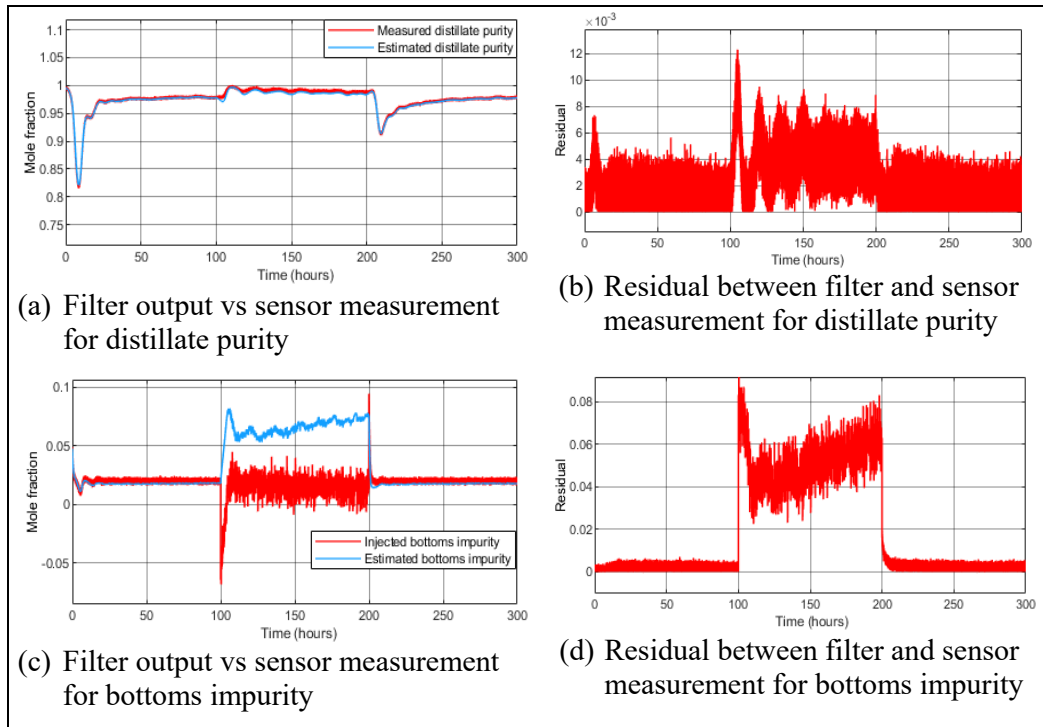 Measured distillate purity
Estimated distillate purity
1.1
1.05
1
0.95
0.9
0.85
0.8
0.75
0 50 100 150 200 250 300
Mole fraction
Time (hours)
(a) Filter output vs sensor measurement
for distillate purity
×10⁻³
12
10
8
6
4
2
0
0 50 100 150 200 250 300
Residual
Time (hours)
(b) Residual between filter and sensor
measurement for distillate purity
0.1
0.05
0
-0.05
0 50 100 150 200 250 300
Mole fraction
Injected bottoms impurity
Estimated bottoms impurity
Time (hours)
(c) Filter output vs sensor measurement
for bottoms impurity
0.08
0.06
0.04
0.02
0
0 50 100 150 200 250 300
Residual
Time (hours)
(d) Residual between filter and sensor
measurement for bottoms impurity